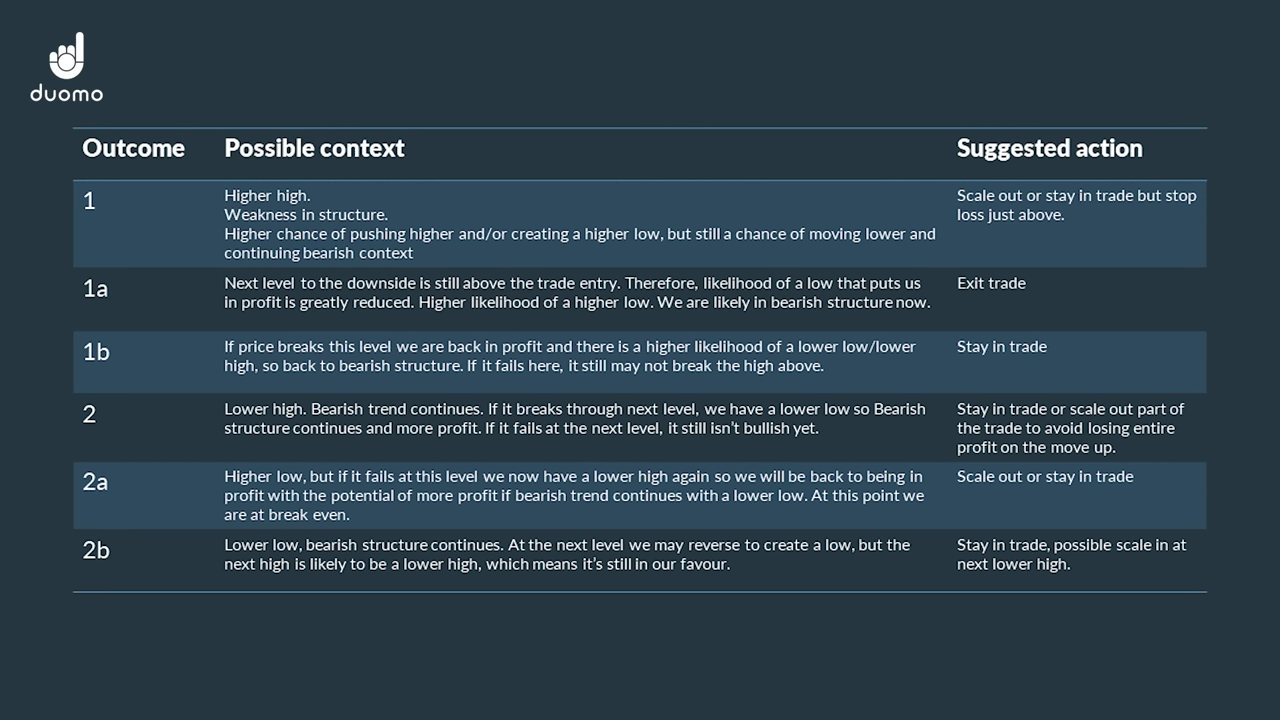 duomo
Outcome Possible context Suggested action
1 Higher high. Scale out or stay in trade but stop
Weakness in structure. loss just above.
Higher chance of pushing higher and/or creating a higher low, but still a chance of moving lower and
continuing bearish context
1a Next level to the downside is still above the trade entry. Therefore, likelihood of a low that puts us Exit trade
in profit is greatly reduced. Higher likelihood of a higher low. We are likely in bearish structure now.
1b If price breaks this level we are back in profit and there is a higher likelihood of a lower low/lower Stay in trade
high, so back to bearish structure. If it fails here, it still may not break the high above.
2 Lower high. Bearish trend continues. If it breaks through next level, we have a lower low so Bearish Stay in trade or scale out part of
structure continues and more profit. If it fails at the next level, it still isn't bullish yet. the trade to avoid losing entire
profit on the move up.
2a Higher low, but if it fails at this level we now have a lower high again so we will be back to being in Scale out or stay in trade
profit with the potential of more profit if bearish trend continues with a lower low. At this point we
are at break even.
2b Lower low, bearish structure continues. At the next level we may reverse to create a low, but the Stay in trade, possible scale in at
next high is likely to be a lower high, which means it's still in our favour. next lower high.